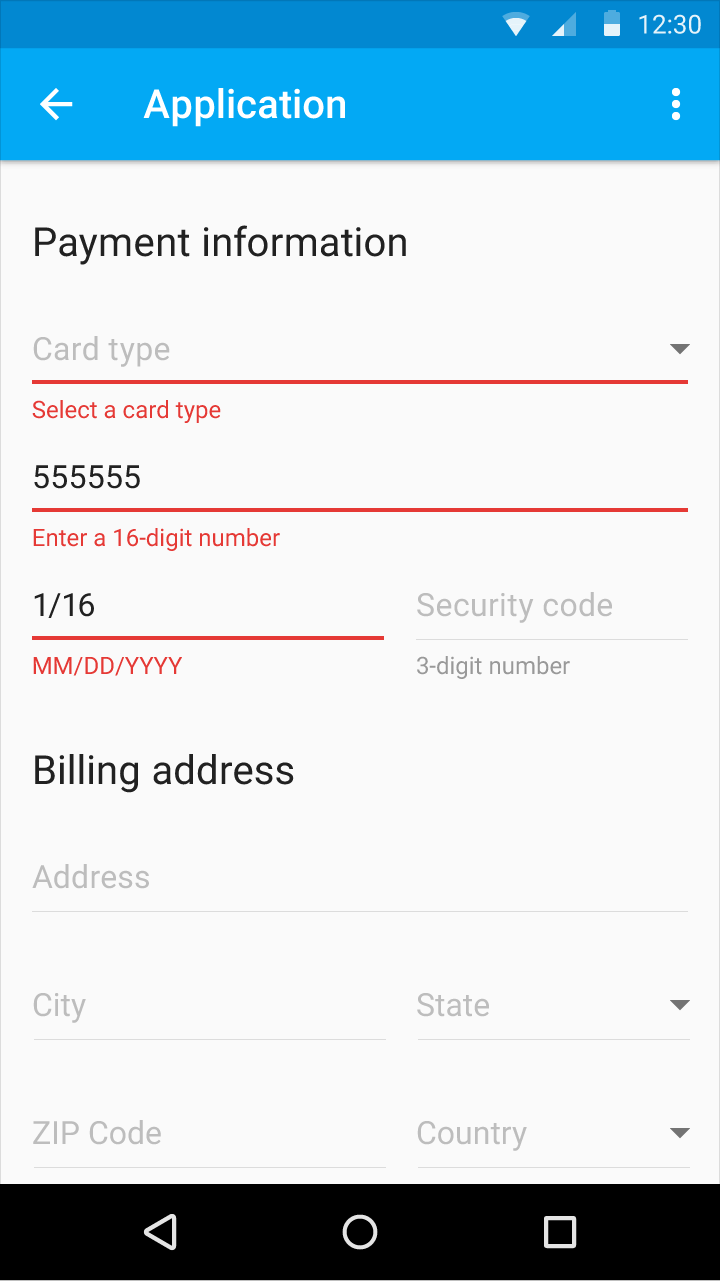 12:30
Application
Payment information
Card type
Select a card type
555555
Enter a 16-digit number
1/16 Security code
MM/DD/YYYY 3-digit number
Billing address
Address
City State
ZIP Code Country